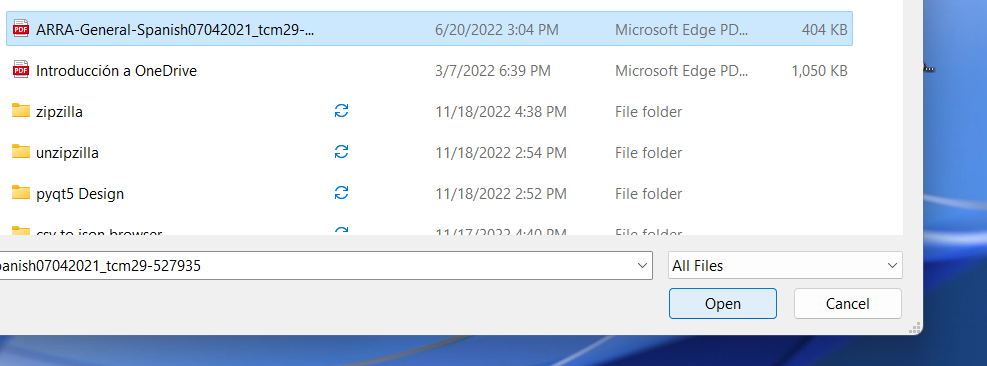 ARRA-General-Spanish07042021_tcm29-... 6/20/2022 3:04 PM Microsoft Edge PD... 404 KB
Introducción a OneDrive 3/7/2022 6:39 PM Microsoft Edge PD... 1,050 KB
zipzilla 11/18/2022 4:38 PM File folder
unzipzilla 11/18/2022 2:54 PM File folder
pyqt5 Design 11/18/2022 2:52 PM File folder
csv to json browser 11/17/2022 4:40 PM File folder
panish07042021_tcm29-527935 All Files
Open Cancel